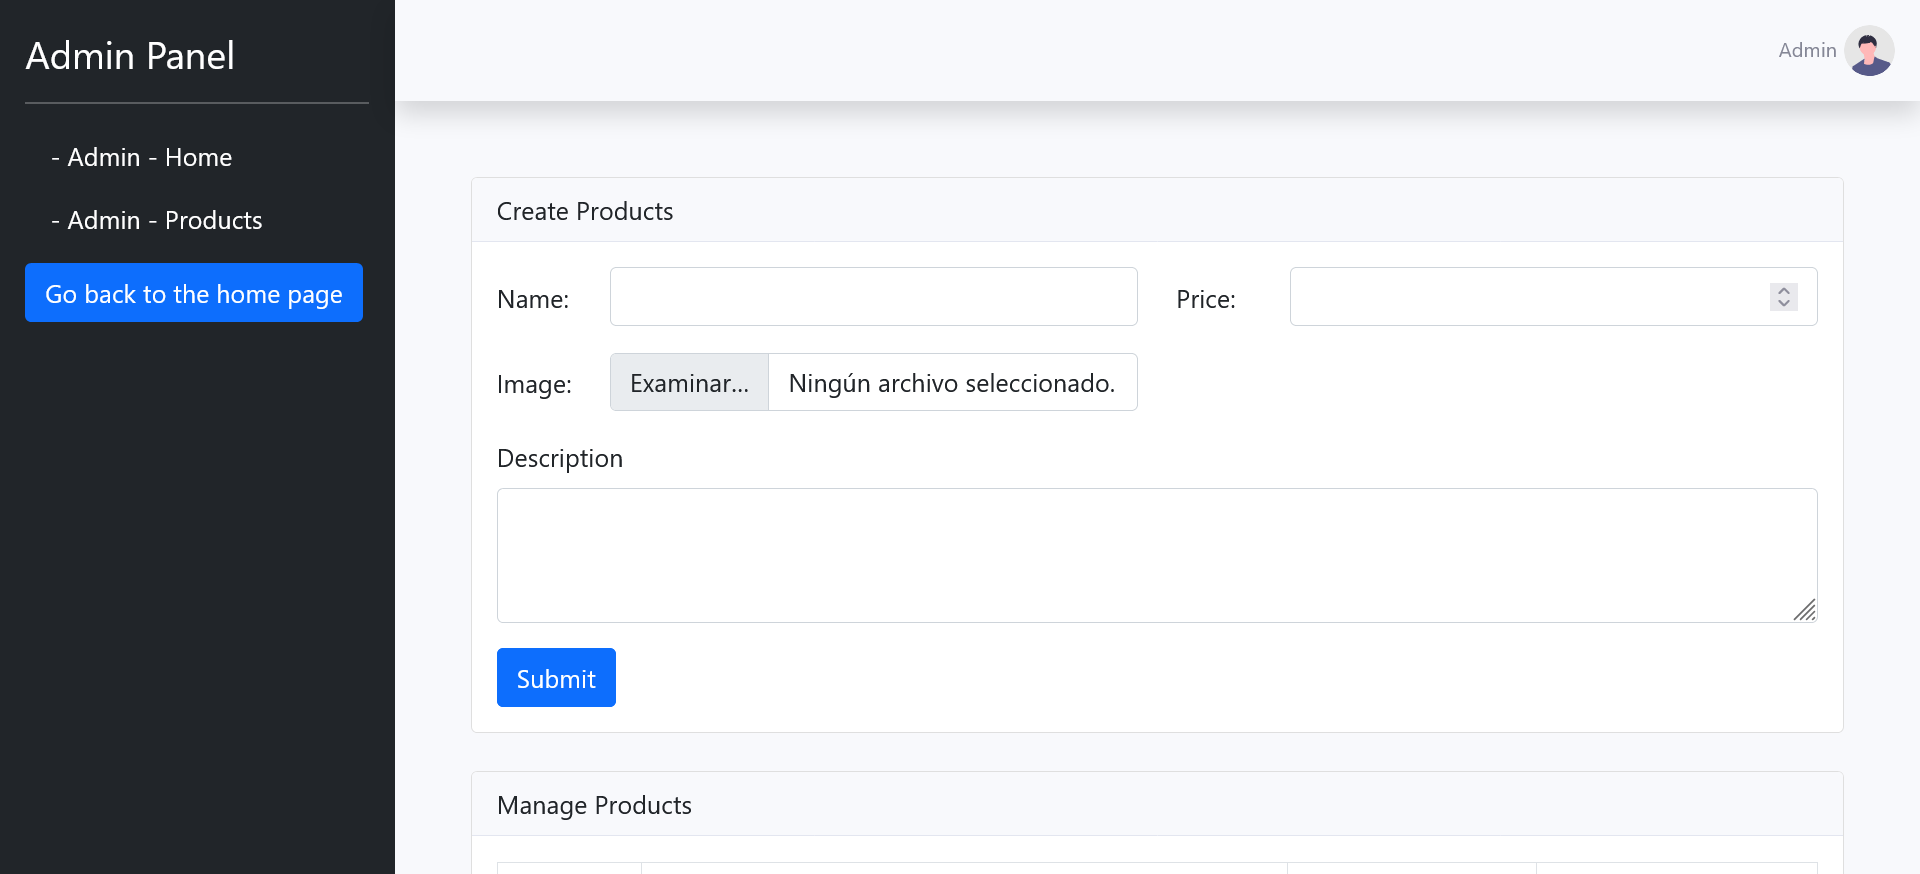 Admin Panel
Admin
- Admin - Home
- Admin - Products
Go back to the home page
Create Products
Name:
Price:
Image:
Examinar...
Ningún archivo seleccionado.
Description
Submit
Manage Products